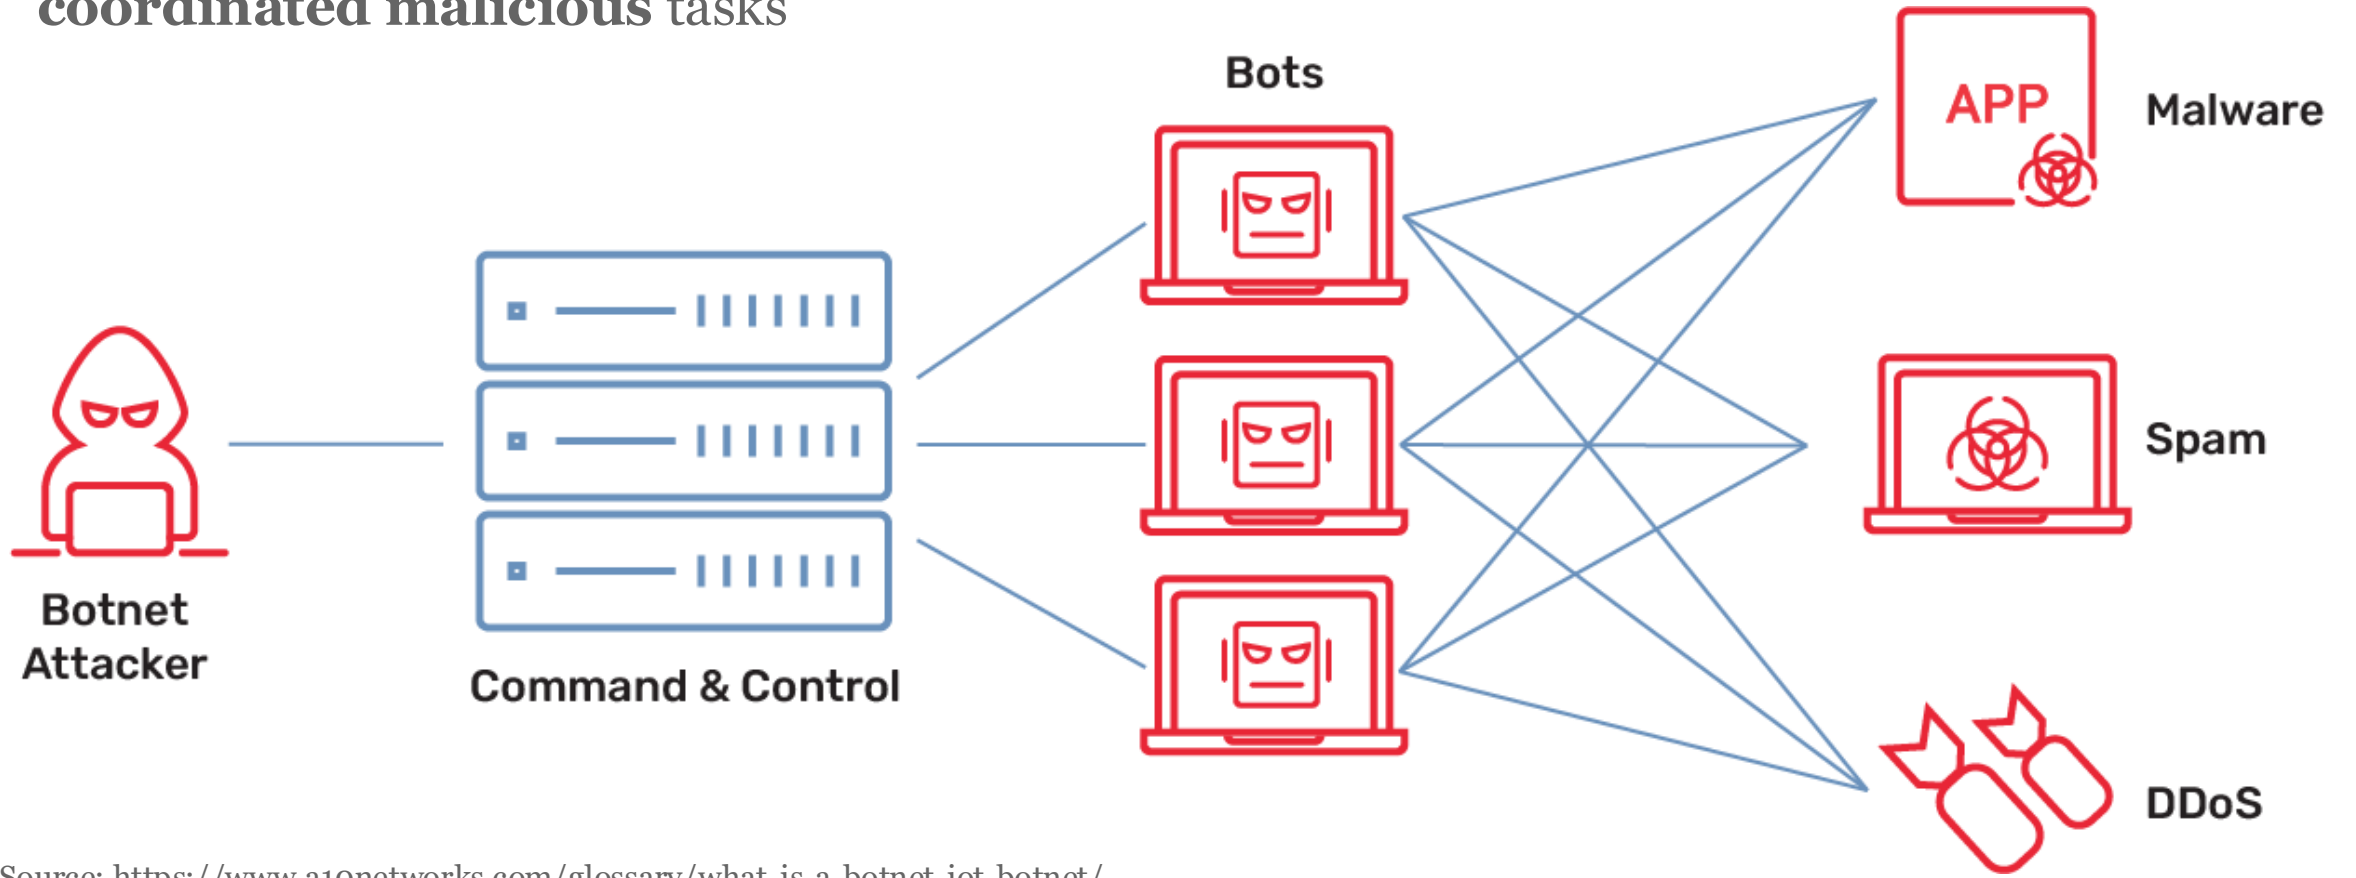 coordinated malicious tasks
Bots
APP
Malware
Spam
Botnet
Attacker
Command & Control
DDoS
Source: https://www.a10networks.com/glossary/what-is-a-botnet-iot-botnet/